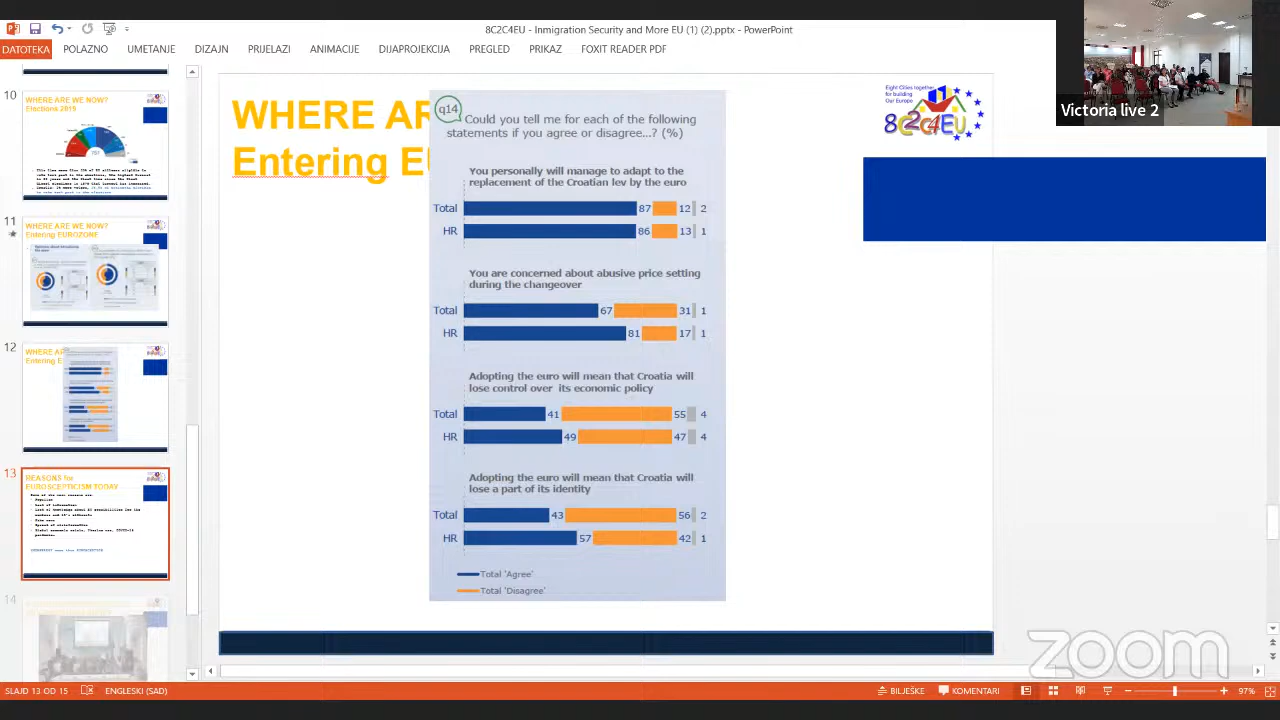 8C2C4EU - Inmigration Security and More EU (1) (2).pptx - PowerPoint
DATOTEKA POLAZNO UMETANJE DIZAJN PRIJELAZI ANIMACIJE DIJAPROJEKCIJA PREGLED PRIKAZ FOXIT READER PDF
Victoria live 2
10
WHERE ARE WE NOW?
Elections 2019
11
WHERE ARE WE NOW?
Entering EUROZONE
12
WHERE AR
Entering E
13
REASONS for
EUROSCEPTICISM TODAY
14
WHERE AR
Entering EU
Eight Cities together
for building
Our Europe
8C2C4EU
q14
Could you tell me for each of the following
statements if you agree or disagree...? (%)
You personally will manage to adapt to the
replacement of the Croatian lev by the euro
Total 87 12 2
HR 86 13 1
You are concerned about abusive price setting
during the changeover
Total 67 31 1
HR 81 17 1
Adopting the euro will mean that Croatia will
lose control over its economic policy
Total 41 55 4
HR 49 47 4
Adopting the euro will mean that Croatia will
lose a part of its identity
Total 43 56 2
HR 57 42 1
Total 'Agree'
Total 'Disagree'
zoom
SLAJD 13 OD 15 ENGLESKI (SAD) BILJEŠKE KOMENTARI 97%